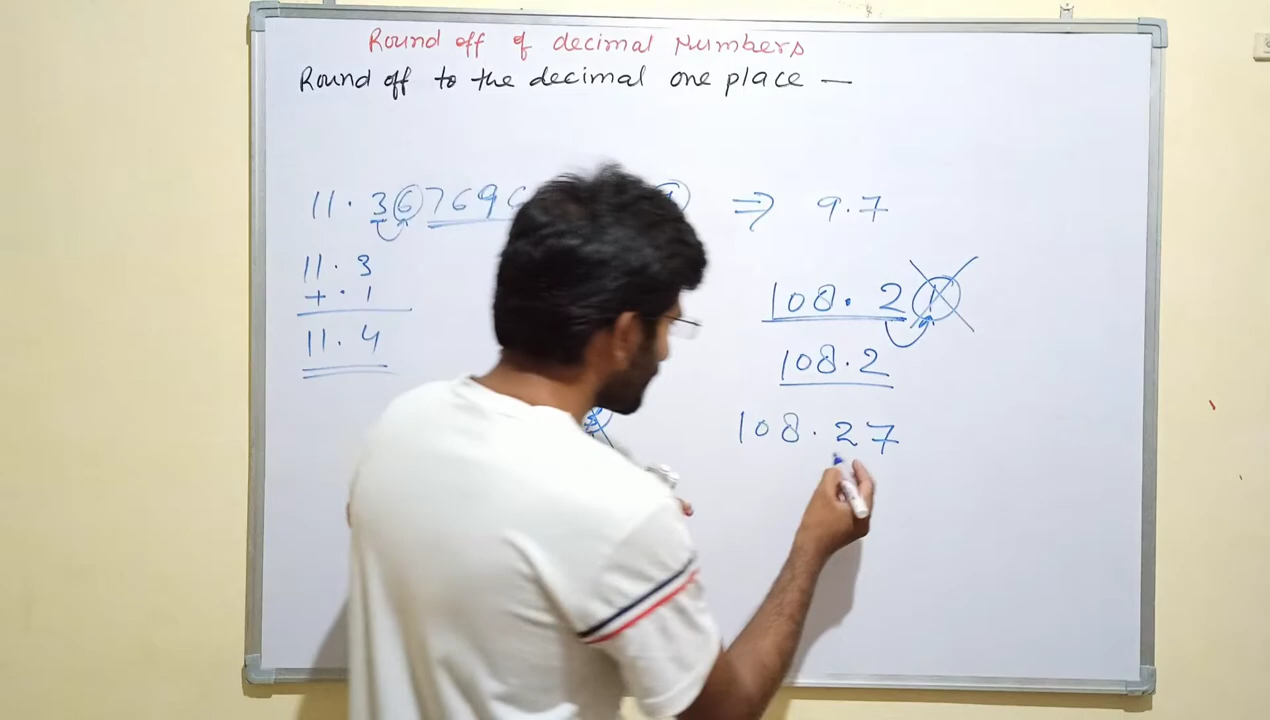 Round off of decimal Numbers
Round off to the decimal one place —
11.36769 ⇒ 9.7
11.3
+.1
11.4
108.21
108.2
108.27